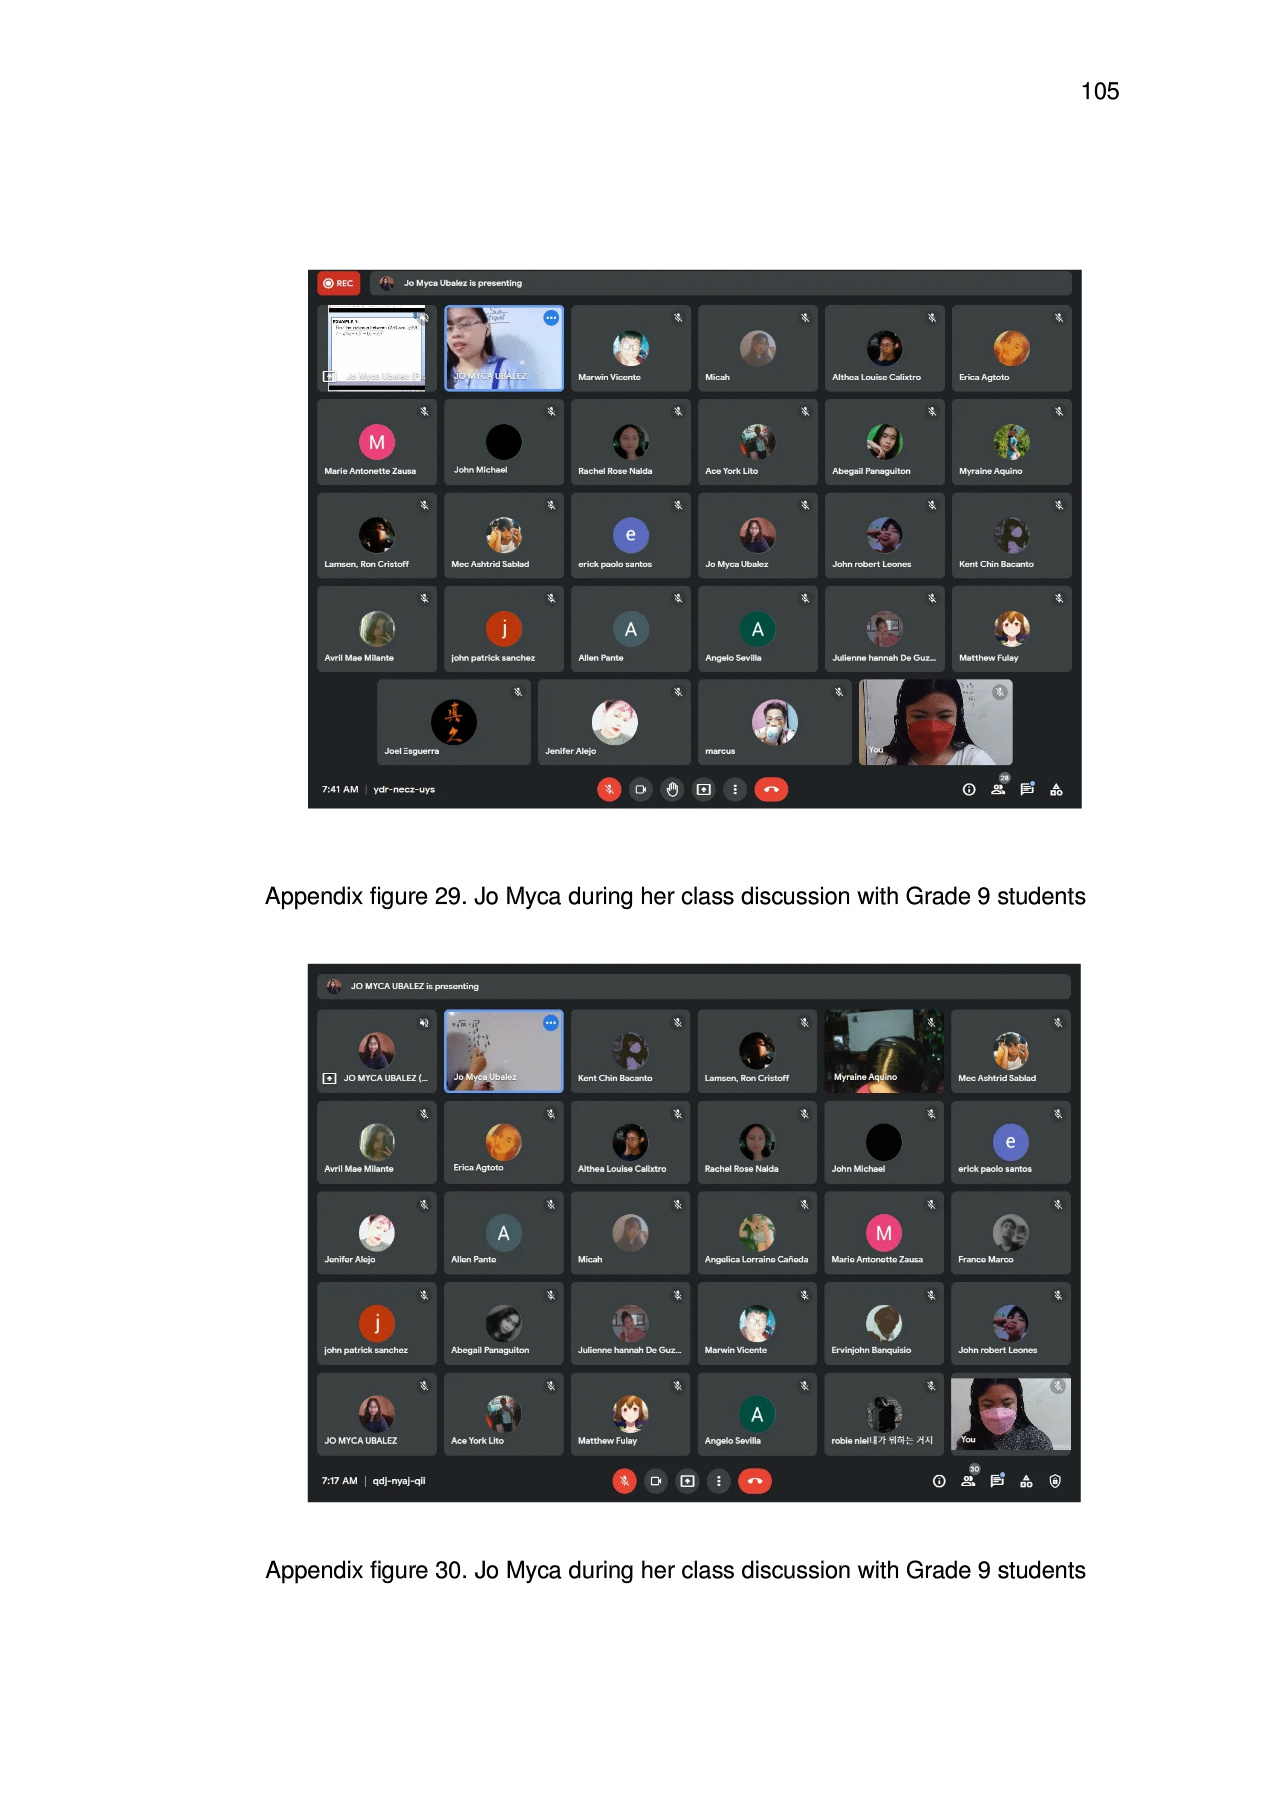 105
REC
Jo Myca Ubalez is presenting
EXAMPLE 1:
Jo Myca Ubalez (P...
JO MYCA UBALEZ
Marwin Vicente
Micah
Althea Louise Calixtro
Erica Agtoto
M
Marie Antonette Zausa
John Michael
Rachel Rose Nalda
Ace York Lito
Abegail Panaguiton
Myraine Aquino
Lamsen, Ron Cristoff
Mec Ashtrid Sablad
e
erick paolo santos
Jo Myca Ubalez
John robert Leones
Kent Chin Bacanto
Avril Mae Milante
j
john patrick sanchez
A
Allen Pante
A
Angelo Sevilla
Julienne hannah De Guz...
Matthew Fulay
真久
Joel Esguerra
Jenifer Alejo
marcus
You
7:41 AM | ydr-necz-uys
28
Appendix figure 29. Jo Myca during her class discussion with Grade 9 students
JO MYCA UBALEZ is presenting
JO MYCA UBALEZ (...
Jo Myca Ubalez
Kent Chin Bacanto
Lamsen, Ron Cristoff
Myraine Aquino
Mec Ashtrid Sablad
Avril Mae Milante
Erica Agtoto
Althea Louise Calixtro
Rachel Rose Nalda
John Michael
e
erick paolo santos
Jenifer Alejo
A
Allen Pante
Micah
Angelica Lorraine Cañeda
M
Marie Antonette Zausa
France Marco
j
john patrick sanchez
Abegail Panaguiton
Julienne hannah De Guz...
Marwin Vicente
Ervinjohn Banquisio
John robert Leones
JO MYCA UBALEZ
Ace York Lito
Matthew Fulay
A
Angelo Sevilla
robie niel내가 뭐하는 거지
You
7:17 AM | qdj-nyaj-qii
30
Appendix figure 30. Jo Myca during her class discussion with Grade 9 students